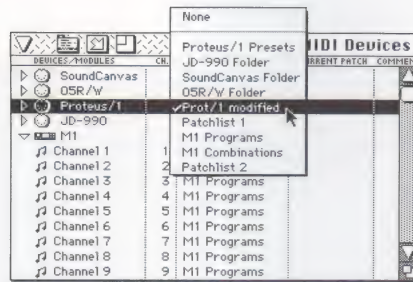 None
Proteus/1 Presets
JD-990 Folder
SoundCanvas Folder
05R/W Folder
✓Prot/1 modified
Patchlist 1
M1 Programs
M1 Combinations
Patchlist 2
MIDI Devices
DEVICES/MODULES CH. RRENT PATCH COMMEN
SoundCanvas
05R/W
Proteus/1
JD-990
M1
Channel 1 1
Channel 2 2
Channel 3 3 M1 Programs
Channel 4 4 M1 Programs
Channel 5 5 M1 Programs
Channel 6 6 M1 Programs
Channel 7 7 M1 Programs
Channel 8 8 M1 Programs
Channel 9 9 M1 Programs